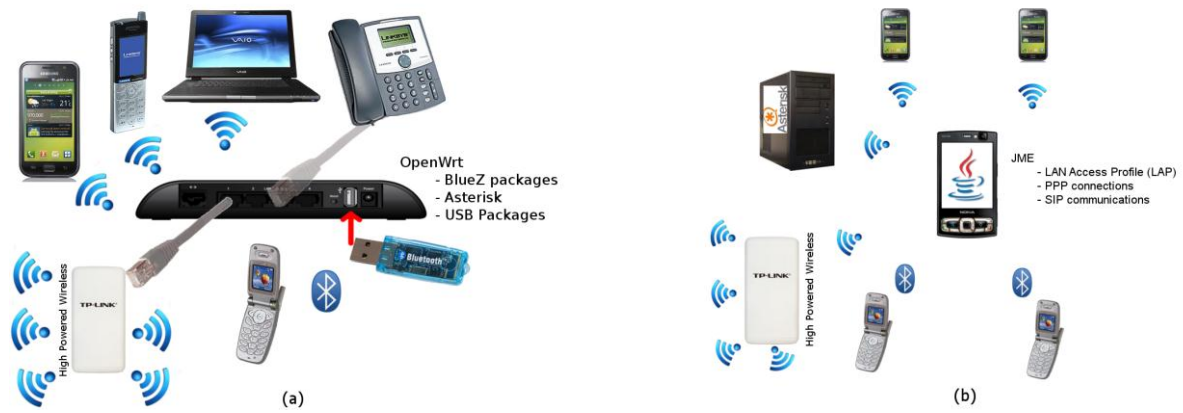 OpenWrt
- BlueZ packages
- Asterisk
- USB Packages
Bluetooth
TP-LINK
High Powered Wireless
(a)
Asterisk
JME
- LAN Access Profile (LAP)
- PPP connections
- SIP communications
NOKIA
TP-LINK
High Powered Wireless
(b)